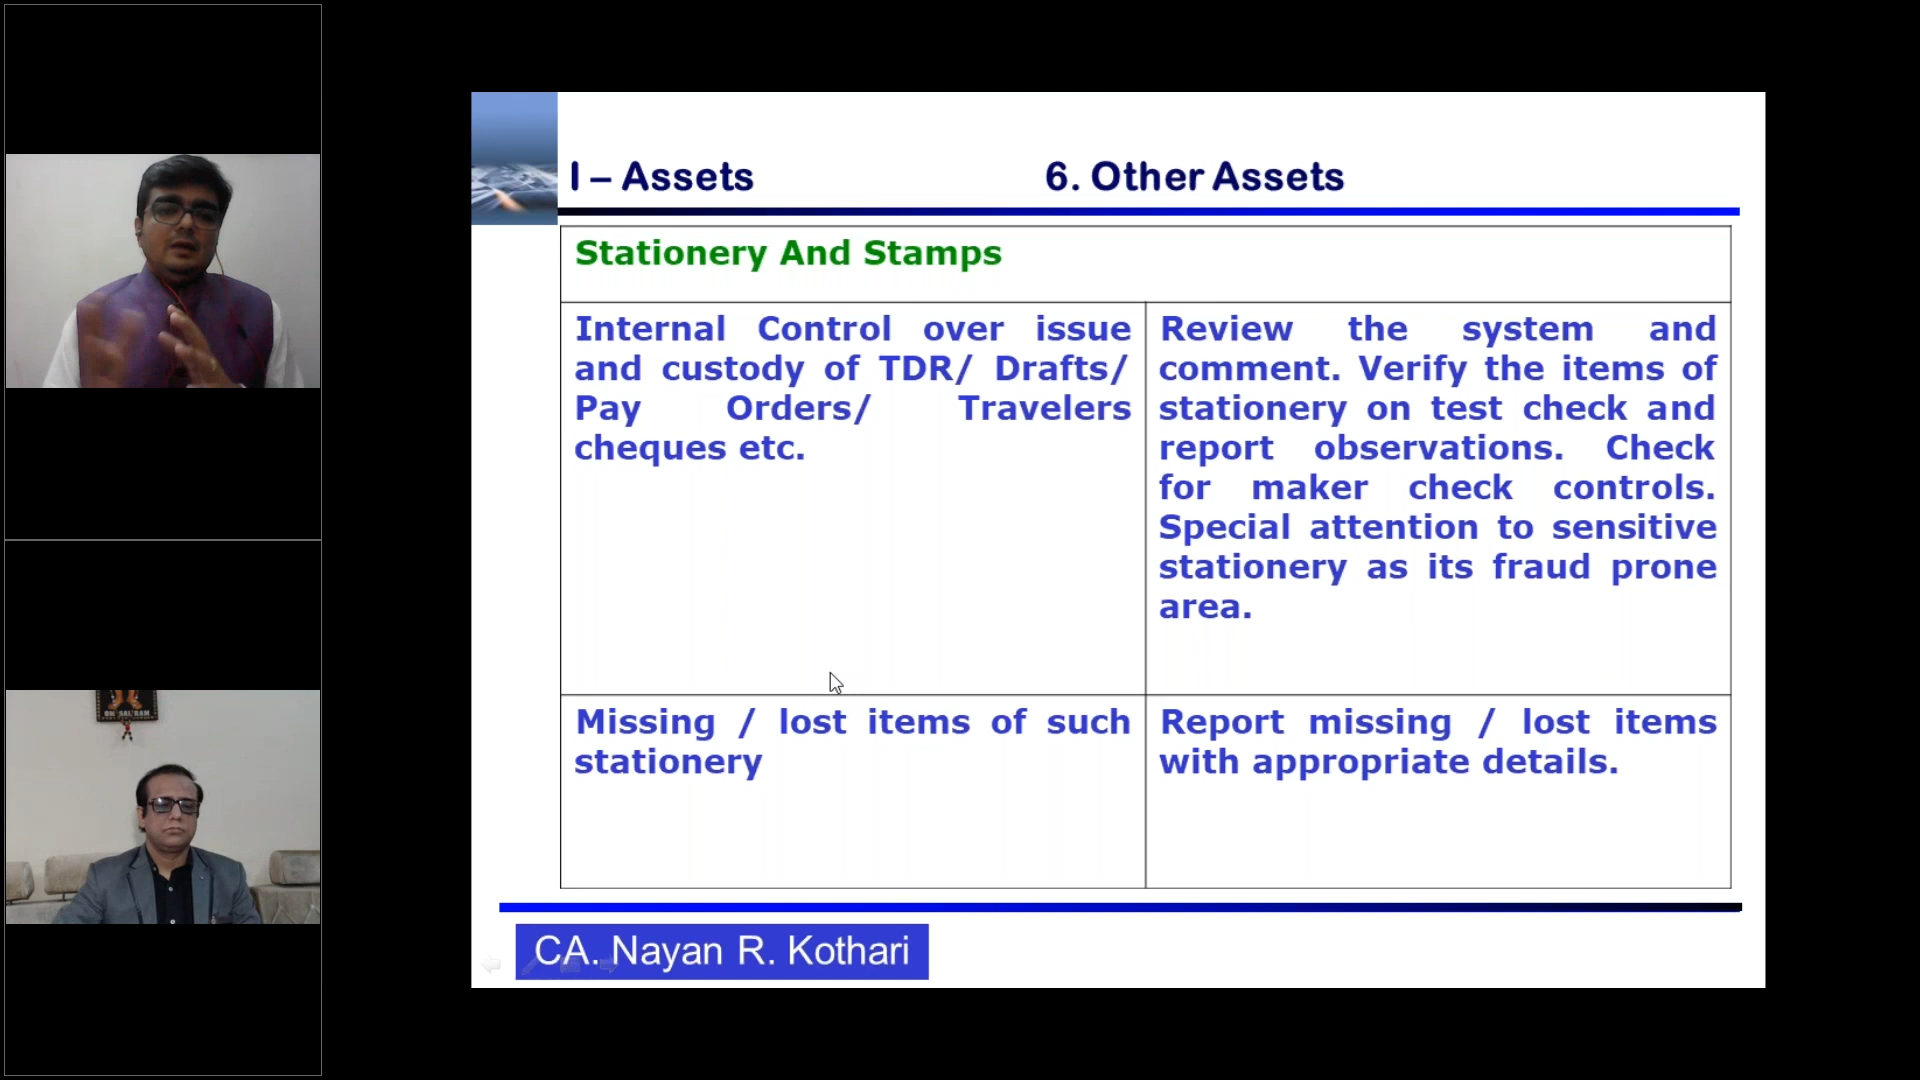 I – Assets
6. Other Assets
Stationery And Stamps
Internal Control over issue
and custody of TDR/ Drafts/
Pay Orders/ Travelers
cheques etc.
Review the system and
comment. Verify the items of
stationery on test check and
report observations. Check
for maker check controls.
Special attention to sensitive
stationery as its fraud prone
area.
Missing / lost items of such
stationery
Report missing / lost items
with appropriate details.
CA. Nayan R. Kothari